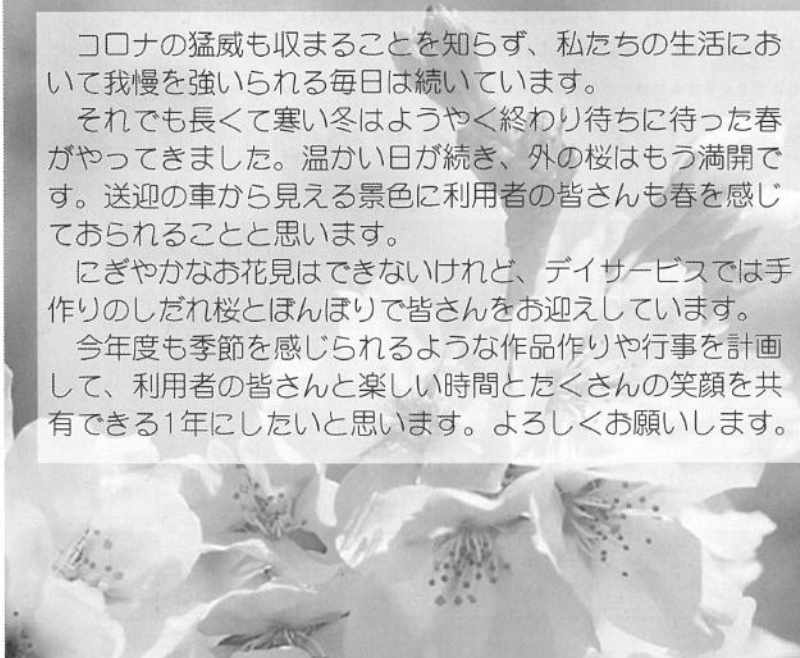 コロナの猛威も収まることを知らず、私たちの生活にお
いて我慢を強いられる毎日は続いています。
　それでも長くて寒い冬はようやく終わり待ちに待った春
がやってきました。温かい日が続き、外の桜はもう満開で
す。送迎の車から見える景色に利用者の皆さんも春を感じ
ておられることと思います。
　にぎやかなお花見はできないけれど、デイサービスでは手
作りのしだれ桜とぼんぼりで皆さんをお迎えしています。
　今年度も季節を感じられるような作品作りや行事を計画
して、利用者の皆さんと楽しい時間とたくさんの笑顔を共
有できる1年にしたいと思います。よろしくお願いします。